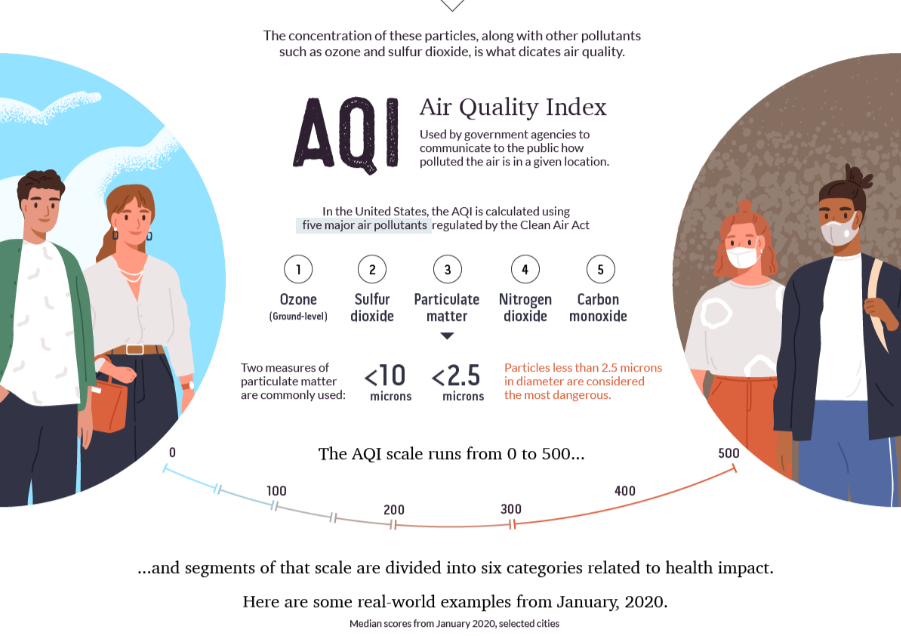 The concentration of these particles, along with other pollutants
such as ozone and sulfur dioxide, is what dicates air quality.
AQI
Air Quality Index
Used by government agencies to
communicate to the public how
polluted the air is in a given location.
In the United States, the AQI is calculated using
five major air pollutants regulated by the Clean Air Act
1 2 3 4 5
Ozone Sulfur Particulate Nitrogen Carbon
(Ground-level) dioxide matter dioxide monoxide
Two measures of
particulate matter
are commonly used:
<10
microns
<2.5
microns
Particles less than 2.5 microns
in diameter are considered
the most dangerous.
The AQI scale runs from 0 to 500...
0 100 200 300 400 500
...and segments of that scale are divided into six categories related to health impact.
Here are some real-world examples from January, 2020.
Median scores from January 2020, selected cities